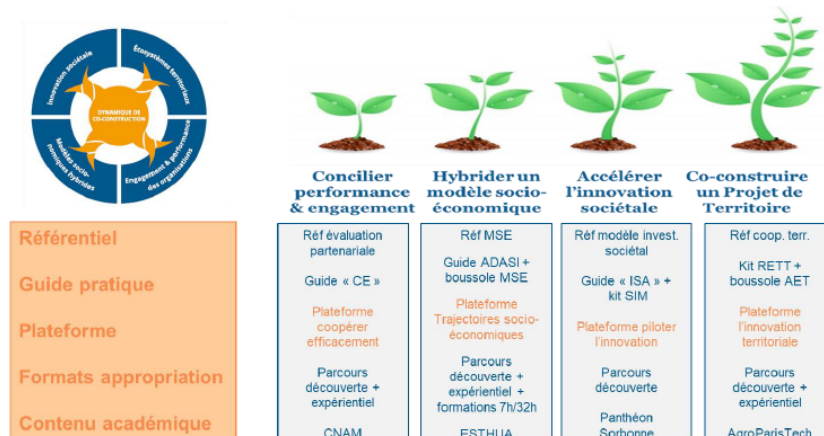 Innovation sociétale
Écosystèmes territoriaux
DYNAMIQUE DE
CO-CONSTRUCTION
Modèles socio-
nomiques hybrides
Engagement & performance
des organisations
Concilier
performance
& engagement
Hybrider un
modèle socio-
économique
Accélérer
l’innovation
sociétale
Co-construire
un Projet de
Territoire
Référentiel
Guide pratique
Plateforme
Formats appropriation
Contenu académique
Réf évaluation
partenariale
Guide « CE »
Plateforme
coopérer
efficacement
Parcours
découverte +
expérientiel
CNAM
Réf MSE
Guide ADASI +
boussole MSE
Plateforme
Trajectoires socio-
économiques
Parcours
découverte +
expérientiel +
formations 7h/32h
ESTHUA
Réf modèle invest.
sociétal
Guide « ISA » +
kit SIM
Plateforme piloter
l’innovation
Parcours
découverte
Panthéon
Sorbonne
Réf coop. terr.
Kit RETT +
boussole AET
Plateforme
l’innovation
territoriale
Parcours
découverte +
expérientiel
AgroParisTech